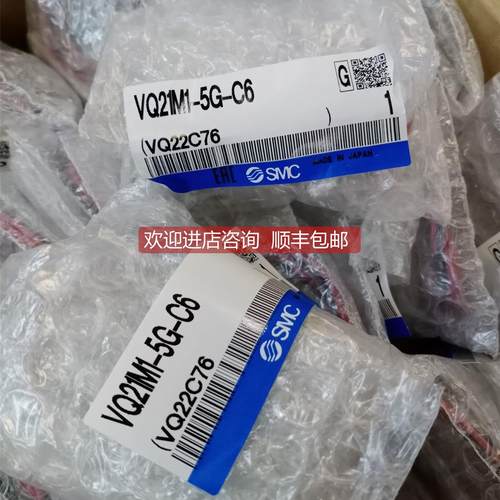 VQ21M1-5G-C6
G
(VQ22C76 )
1
EAC SMC
MADE IN JAPAN
欢迎进店咨询 顺丰包邮
VQ21M1-5G-C6
(VQ22C76
SMC
1